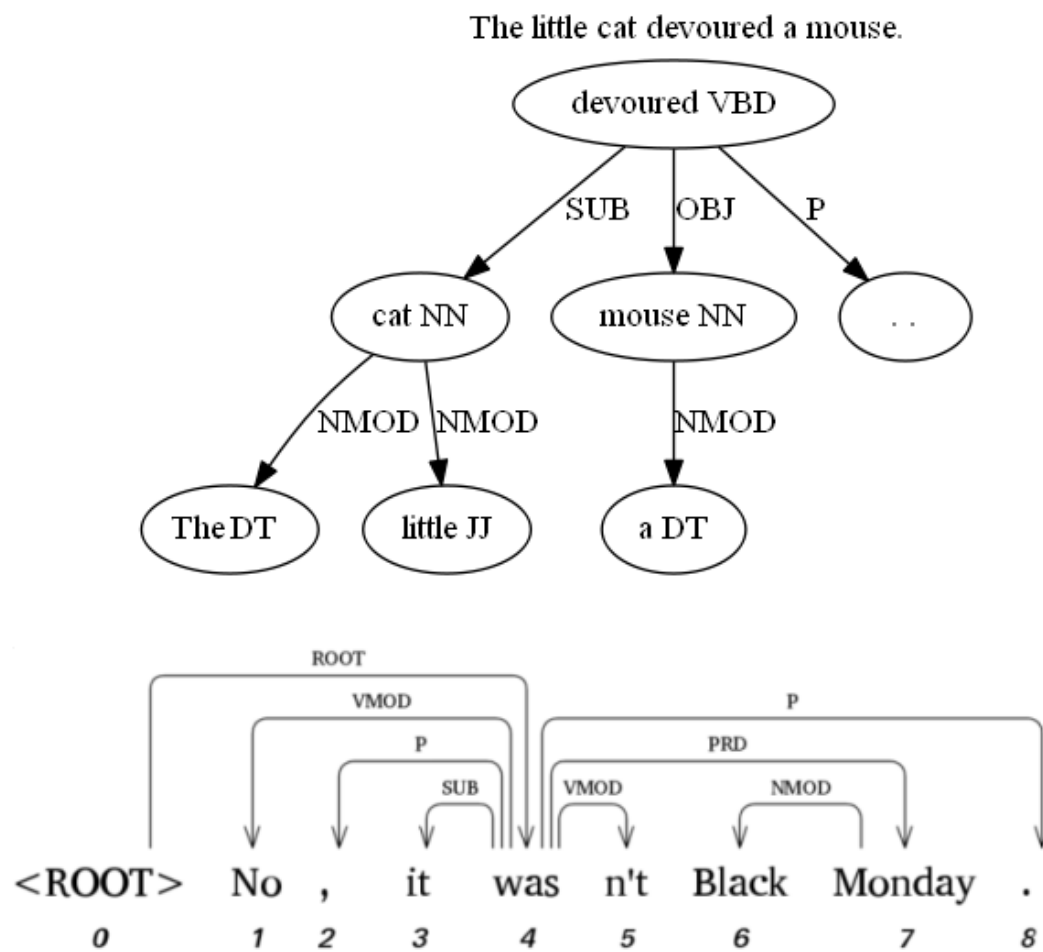 The little cat devoured a mouse.
devoured VBD
SUB OBJ P
cat NN mouse NN . .
NMOD NMOD NMOD
The DT little JJ a DT
ROOT
VMOD P
P PRD
SUB VMOD NMOD
<ROOT> No , it was n't Black Monday .
0 1 2 3 4 5 6 7 8